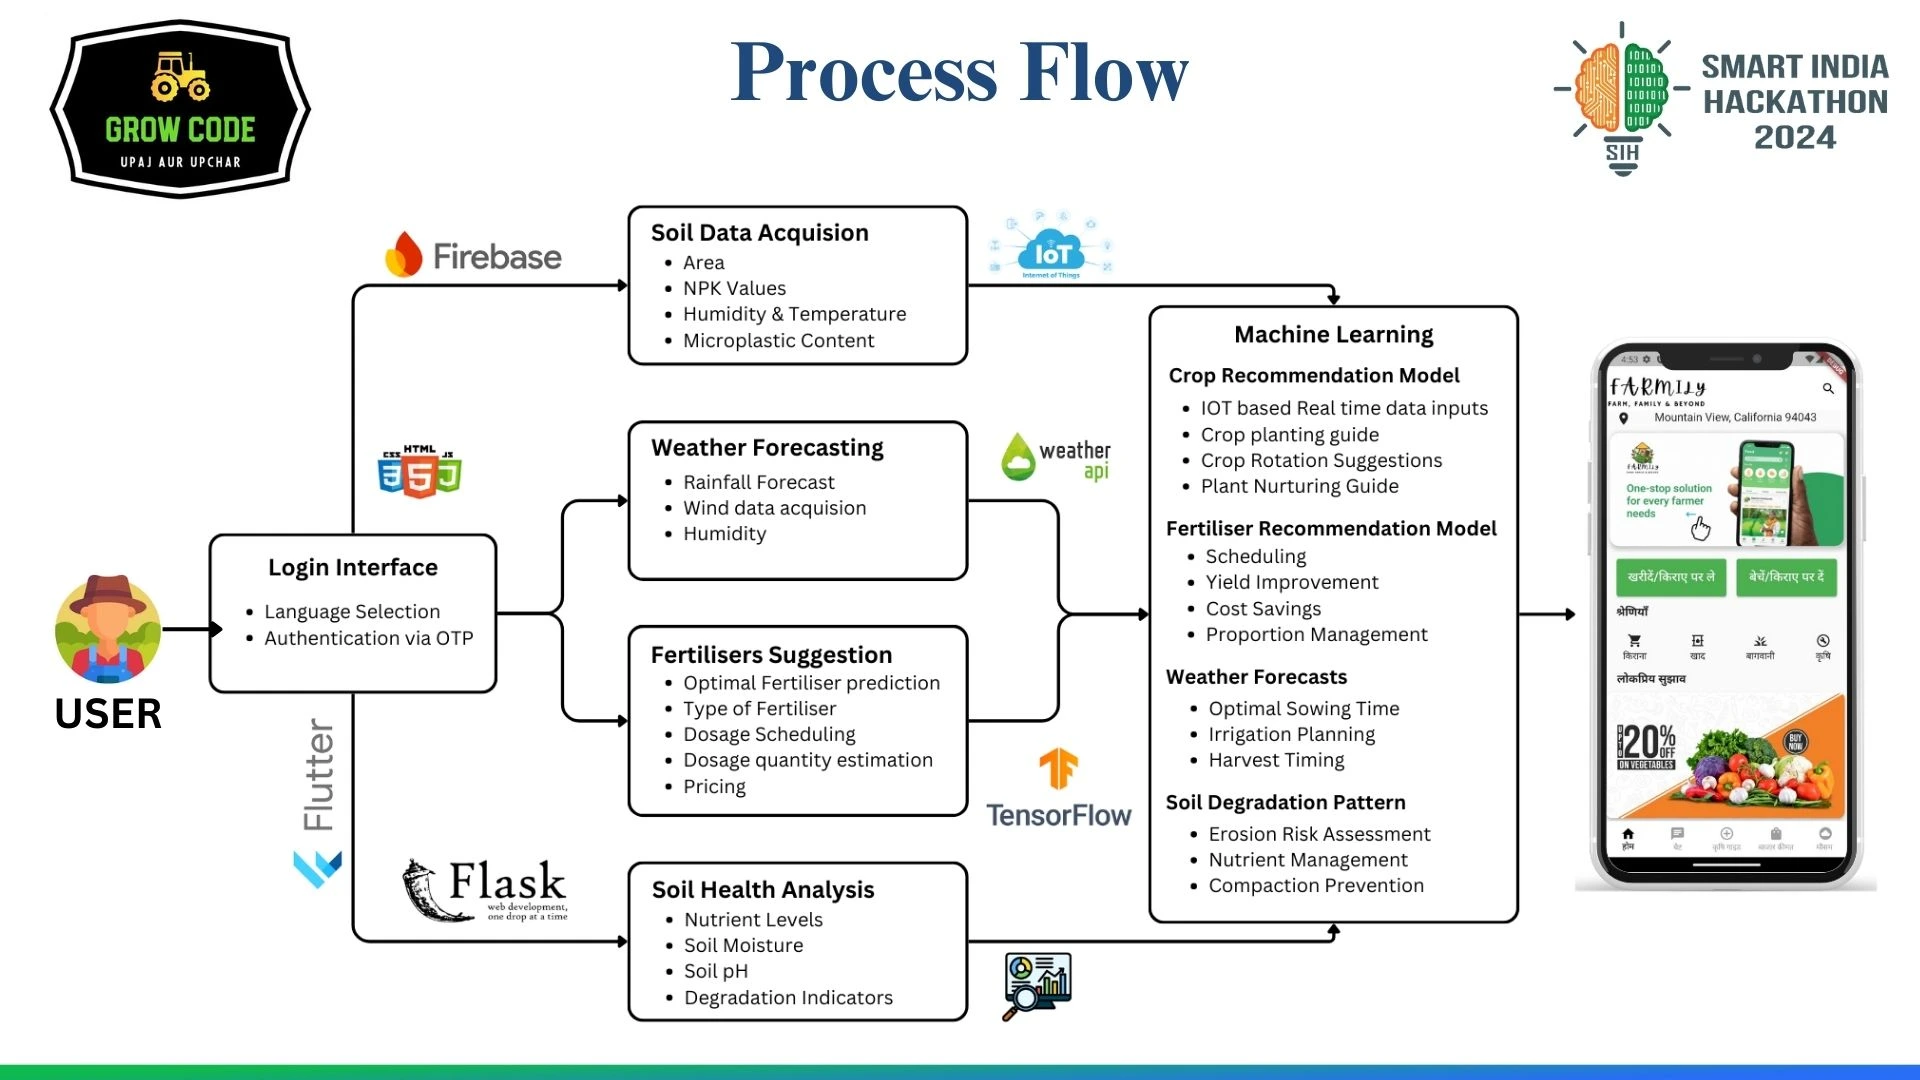 Process Flow
GROW CODE
UPAJ AUR UPCHAR
SMART INDIA
HACKATHON
2024
SIH
Firebase
Soil Data Acquision
• Area
• NPK Values
• Humidity & Temperature
• Microplastic Content
IoT
Internet of Things
CSS HTML JS
Weather Forecasting
• Rainfall Forecast
• Wind data acquision
• Humidity
weather
api
USER
Login Interface
• Language Selection
• Authentication via OTP
Fertilisers Suggestion
• Optimal Fertiliser prediction
• Type of Fertiliser
• Dosage Scheduling
• Dosage quantity estimation
• Pricing
TensorFlow
Flutter
Flask
web development,
one drop at a time
Soil Health Analysis
• Nutrient Levels
• Soil Moisture
• Soil pH
• Degradation Indicators
Machine Learning
Crop Recommendation Model
• IOT based Real time data inputs
• Crop planting guide
• Crop Rotation Suggestions
• Plant Nurturing Guide
Fertiliser Recommendation Model
• Scheduling
• Yield Improvement
• Cost Savings
• Proportion Management
Weather Forecasts
• Optimal Sowing Time
• Irrigation Planning
• Harvest Timing
Soil Degradation Pattern
• Erosion Risk Assessment
• Nutrient Management
• Compaction Prevention
4:53
DEBUG
FARMILY
FARM, FAMILY & BEYOND
Mountain View, California 94043
FARMILY
One-stop solution
for every farmer
needs
खरीदें/किराए पर ले
बेचें/किराए पर दें
श्रेणियाँ
किराना
खाद
बागवानी
कृषि
लोकप्रिय सुझाव
UPTO
20%
OFF
ON VEGETABLES
BUY
NOW
होम
चैट
कृषि गाइड
बाजार कीमत
मौसम